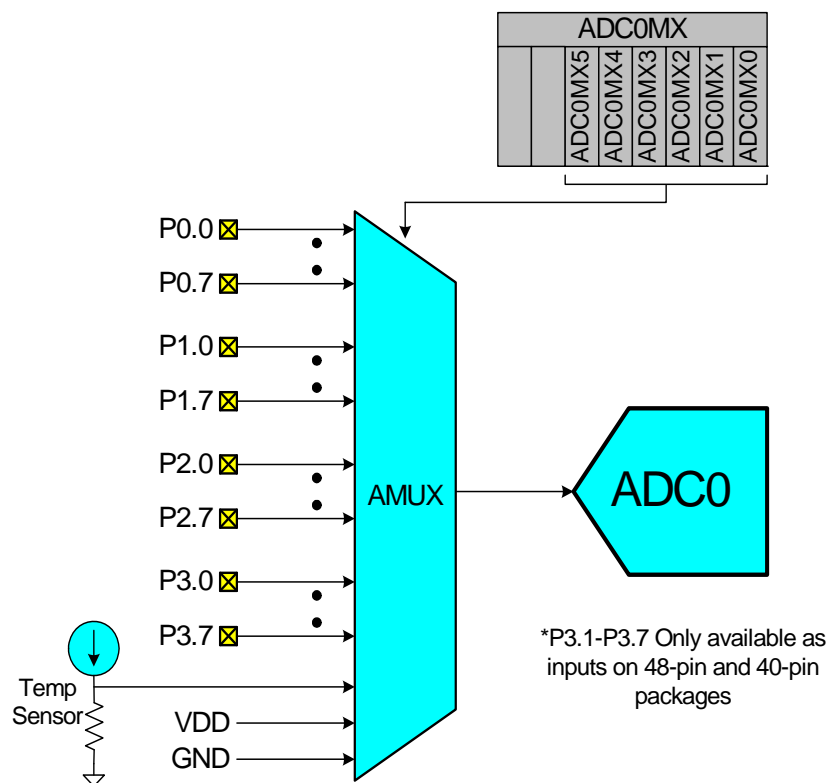 ADC0MX
ADC0MX5
ADC0MX4
ADC0MX3
ADC0MX2
ADC0MX1
ADC0MX0
P0.0
P0.7
P1.0
P1.7
P2.0
P2.7
P3.0
P3.7
Temp
Sensor
VDD
GND
AMUX
ADC0
*P3.1-P3.7 Only available as
inputs on 48-pin and 40-pin
packages